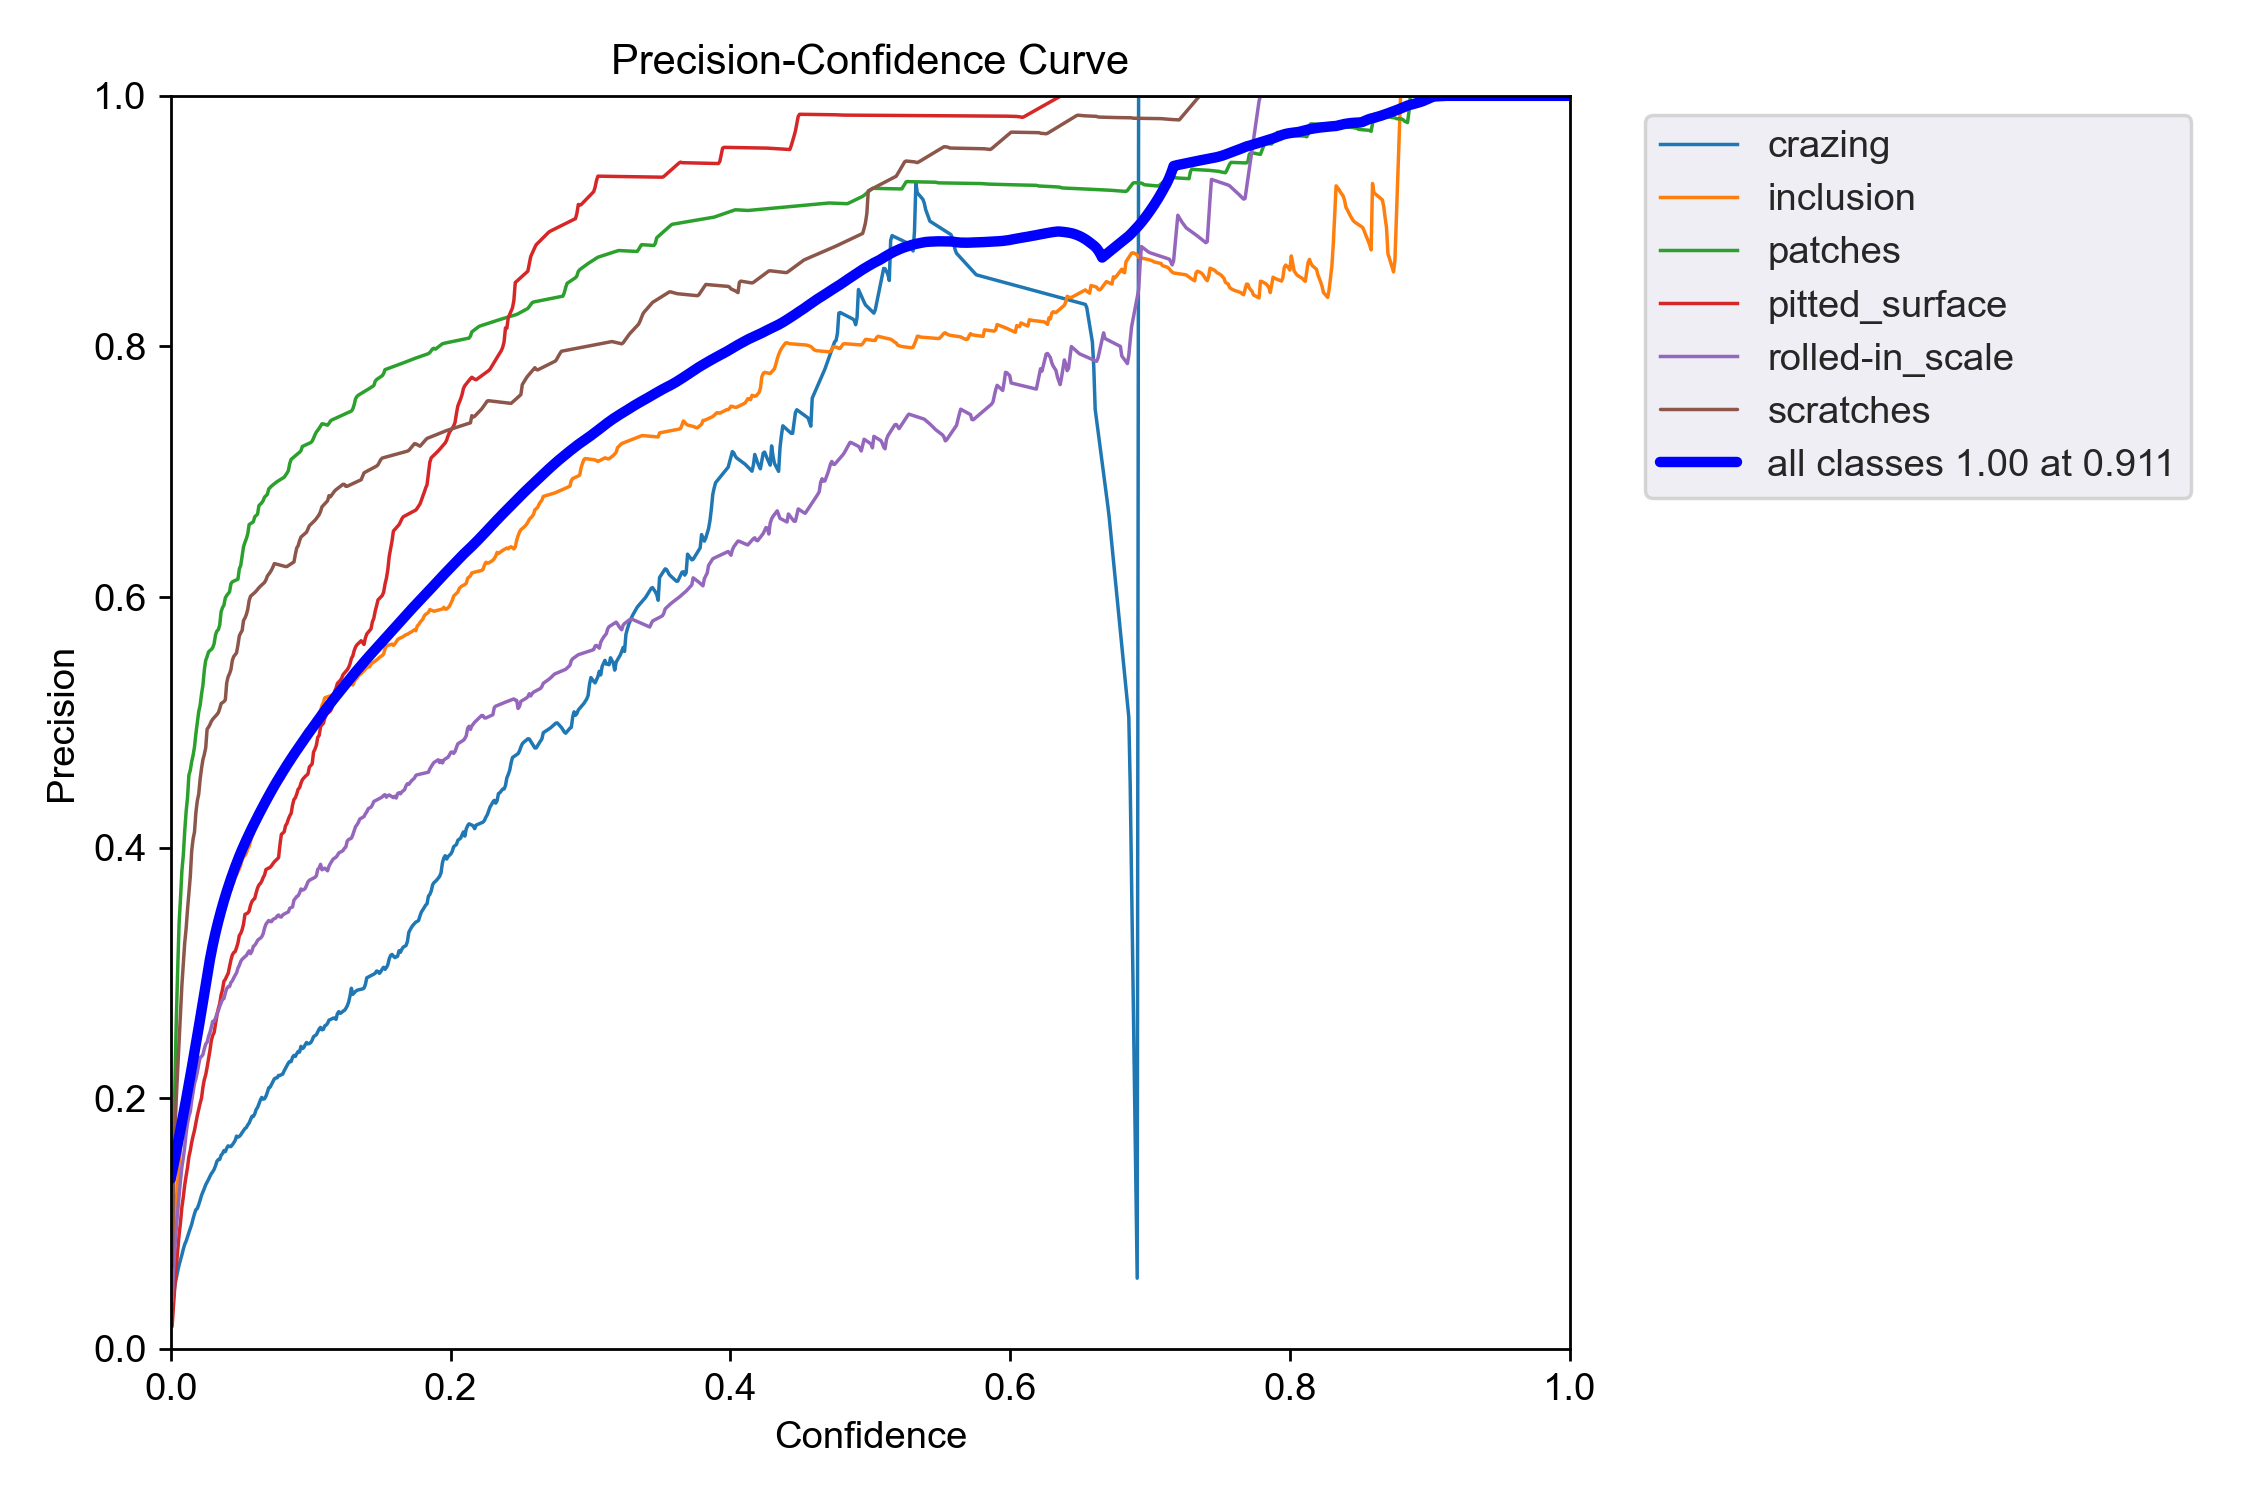 Precision-Confidence Curve
1.0
0.8
0.6
0.4
0.2
0.0
Precision
0.0 0.2 0.4 0.6 0.8 1.0
Confidence
crazing
inclusion
patches
pitted_surface
rolled-in_scale
scratches
all classes 1.00 at 0.911